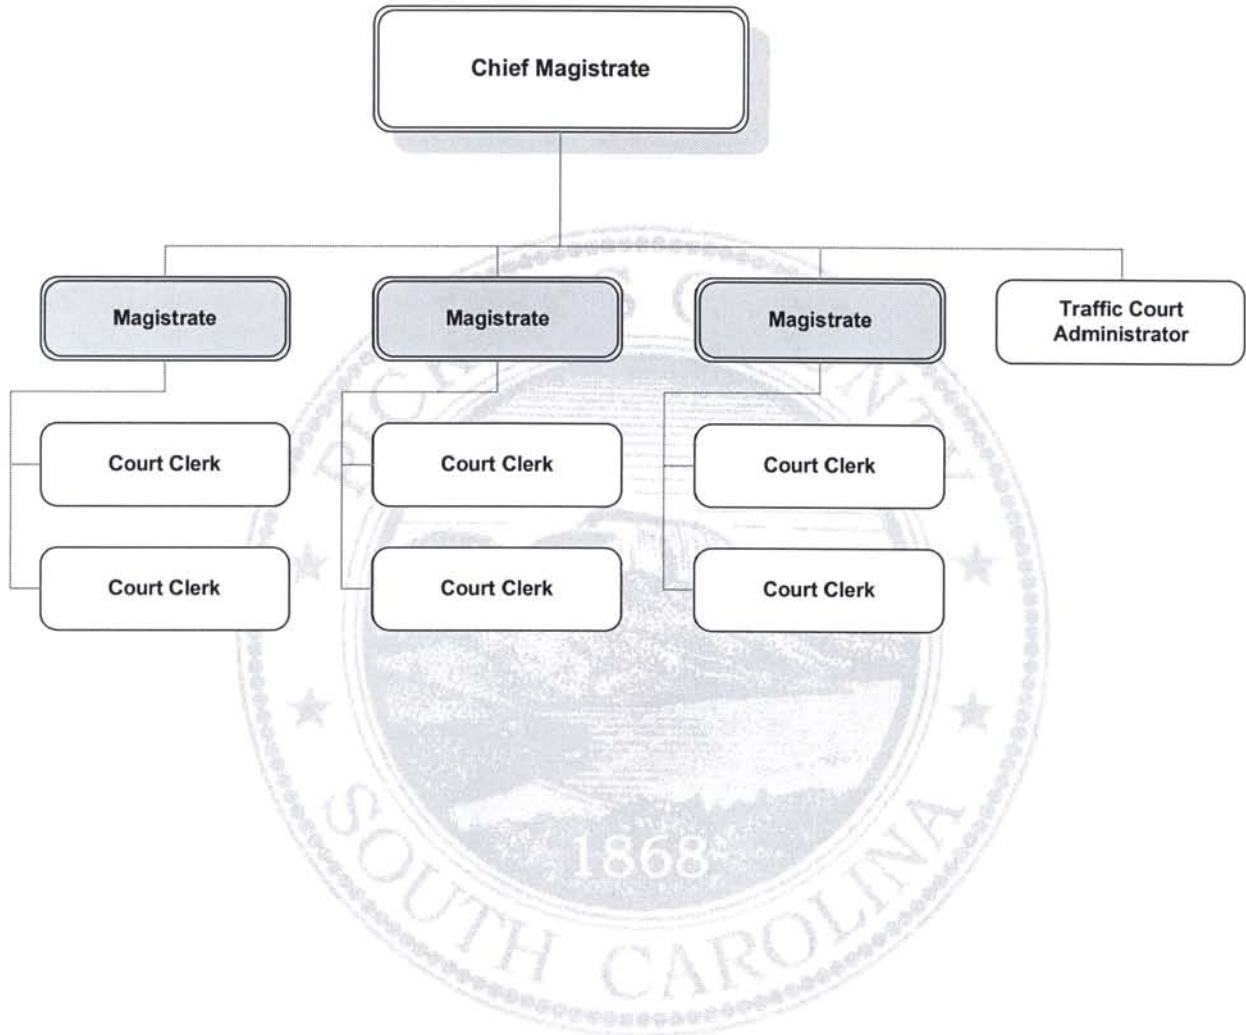 Chief Magistrate
Magistrate
Magistrate
Magistrate
Traffic Court
Administrator
Court Clerk
Court Clerk
Court Clerk
Court Clerk
Court Clerk
Court Clerk
1868
SOUTH CAROLINA